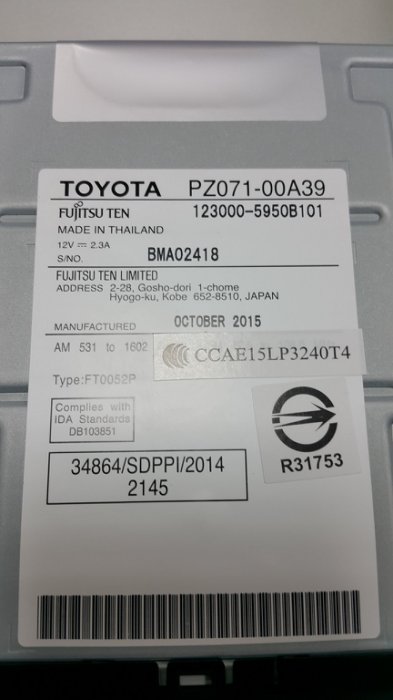 TOYOTA PZ071-00A39
FUJITSU TEN 123000-5950B101
MADE IN THAILAND
12V ⎓ 2.3A
S/NO. BMA02418
FUJITSU TEN LIMITED
ADDRESS 2-28, Gosho-dori 1-chome
Hyogo-ku, Kobe 652-8510, JAPAN
MANUFACTURED OCTOBER 2015
AM 531 to 1602
CCAE15LP3240T4
Type:FT0052P
Complies with
IDA Standards
DB103851
R31753
34864/SDPPI/2014
2145